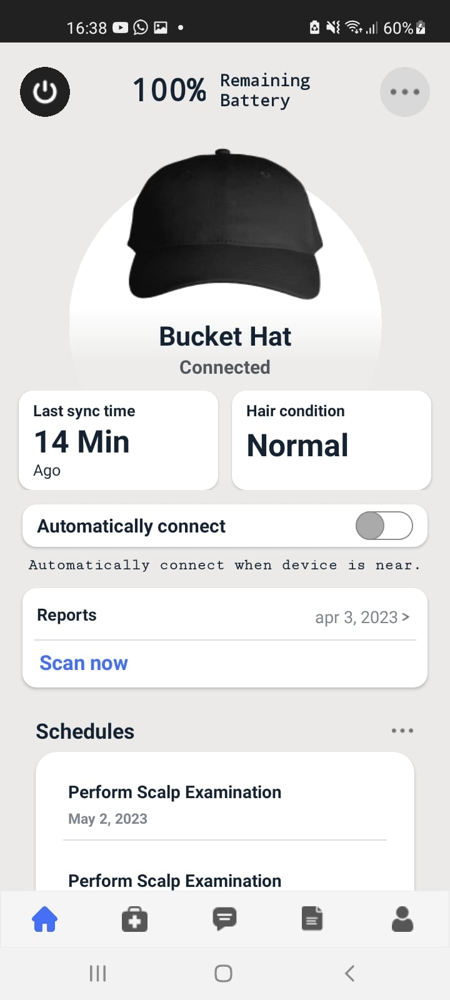 16:38
60%
100%
Remaining
Battery
Bucket Hat
Connected
Last sync time
14 Min
Ago
Hair condition
Normal
Automatically connect
Automatically connect when device is near.
Reports
apr 3, 2023 >
Scan now
Schedules
Perform Scalp Examination
May 2, 2023
Perform Scalp Examination